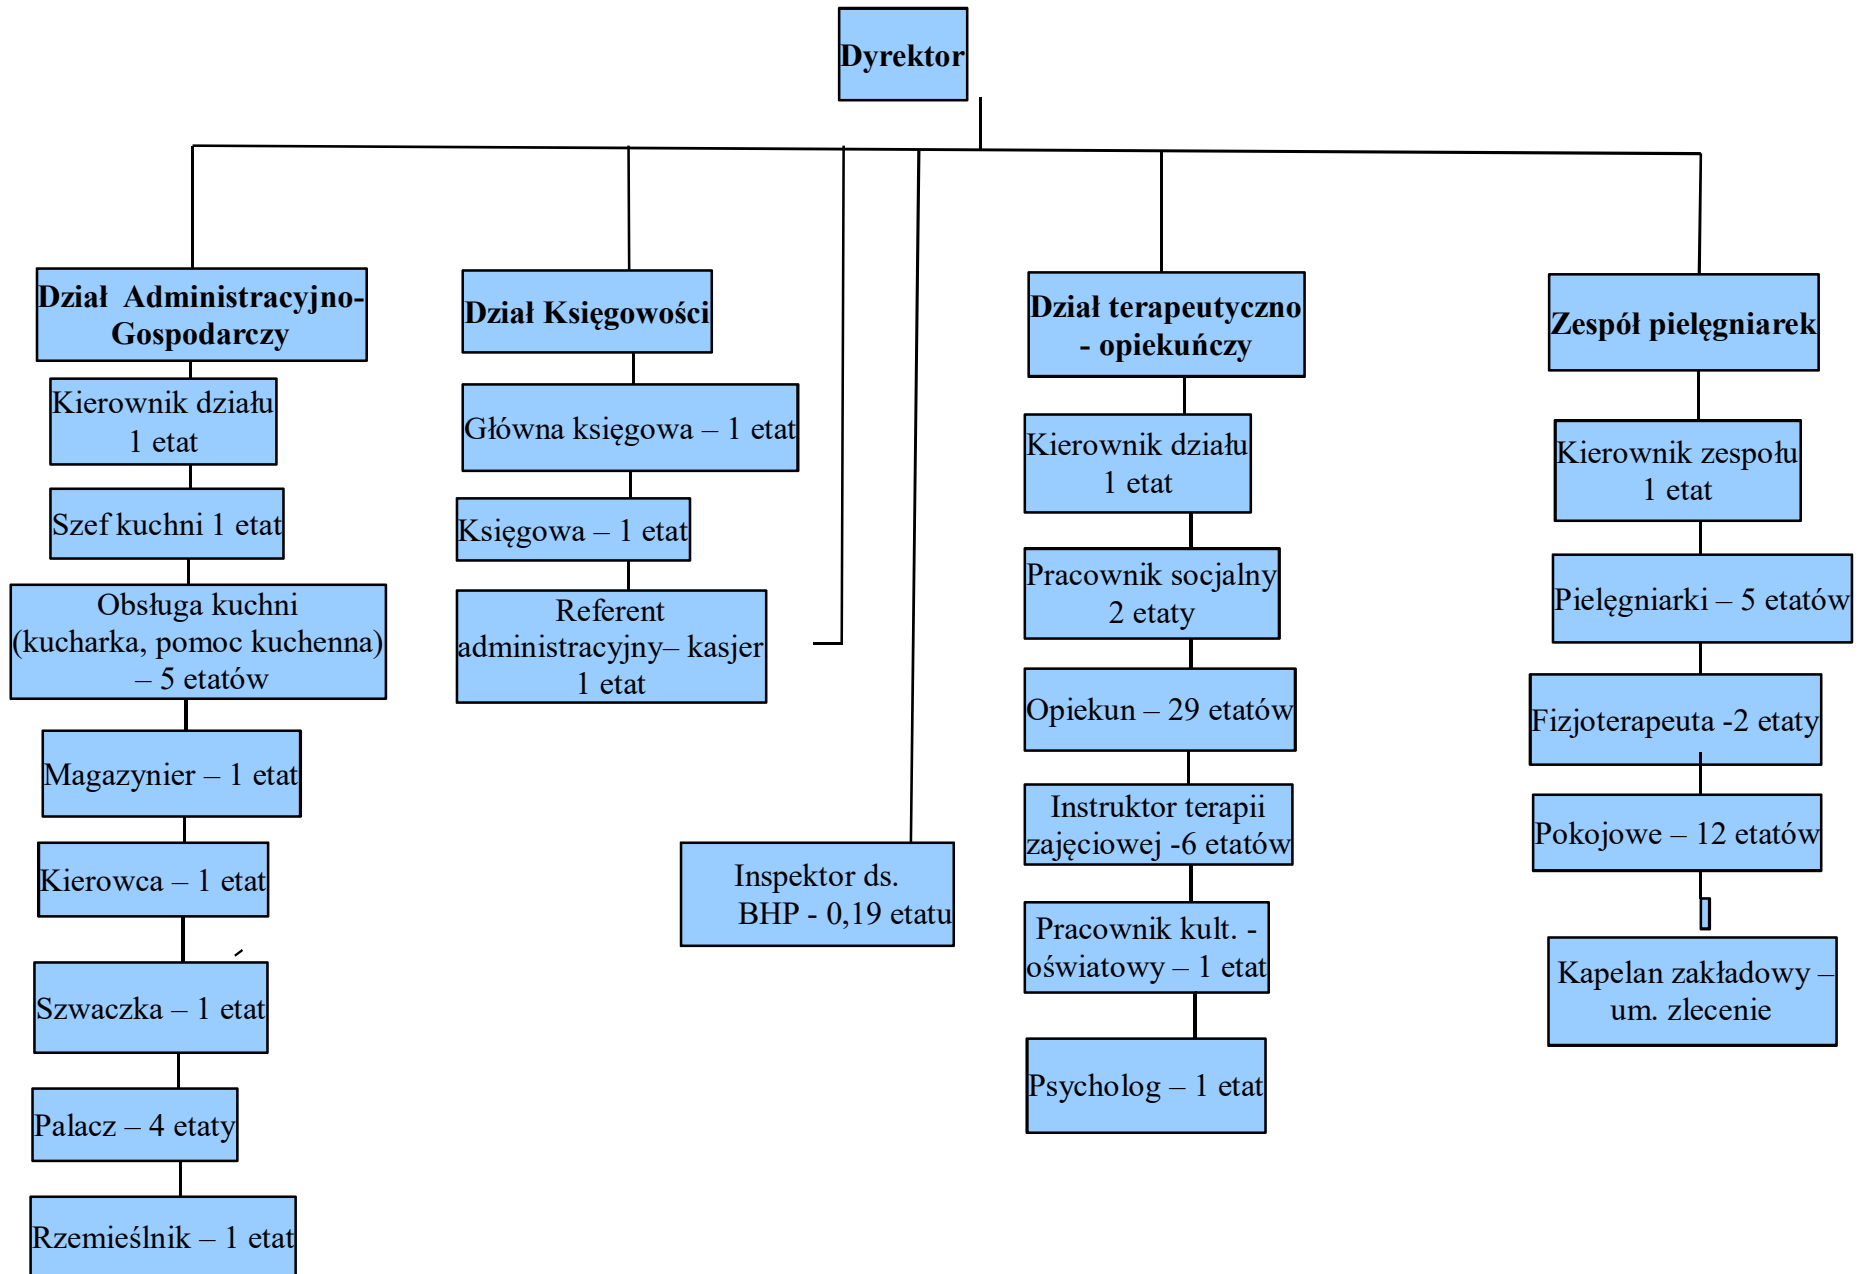 Dyrektor
Dział Administracyjno-
Gospodarczy
Kierownik działu
1 etat
Szef kuchni 1 etat
Obsługa kuchni
(kucharka, pomoc kuchenna)
– 5 etatów
Magazynier – 1 etat
Kierowca – 1 etat
Szwaczka – 1 etat
Palacz – 4 etaty
Rzemieślnik – 1 etat
Dział Księgowości
Główna księgowa – 1 etat
Księgowa – 1 etat
Referent
administracyjny– kasjer
1 etat
Inspektor ds.
BHP - 0,19 etatu
Dział terapeutyczno
- opiekuńczy
Kierownik działu
1 etat
Pracownik socjalny
2 etaty
Opiekun – 29 etatów
Instruktor terapii
zajęciowej -6 etatów
Pracownik kult. -
oświatowy – 1 etat
Psycholog – 1 etat
Zespół pielęgniarek
Kierownik zespołu
1 etat
Pielęgniarki – 5 etatów
Fizjoterapeuta -2 etaty
Pokojowe – 12 etatów
Kapelan zakładowy –
um. zlecenie